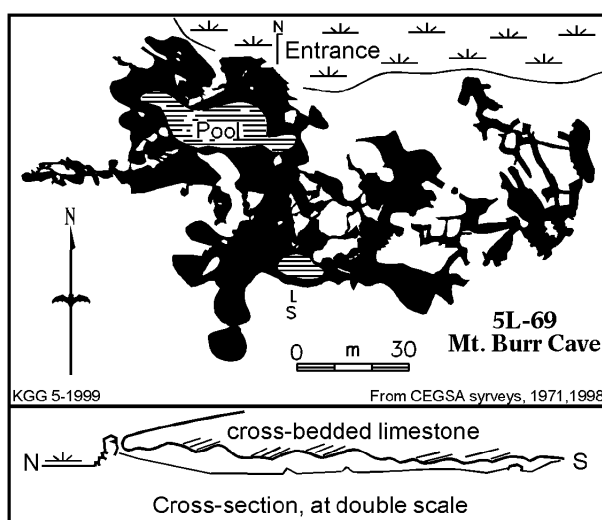 N
Entrance
Pool
N
S
5L-69
Mt. Burr Cave
0 m 30
KGG 5-1999
From CEGSA syrveys, 1971,1998
cross-bedded limestone
N
S
Cross-section, at double scale